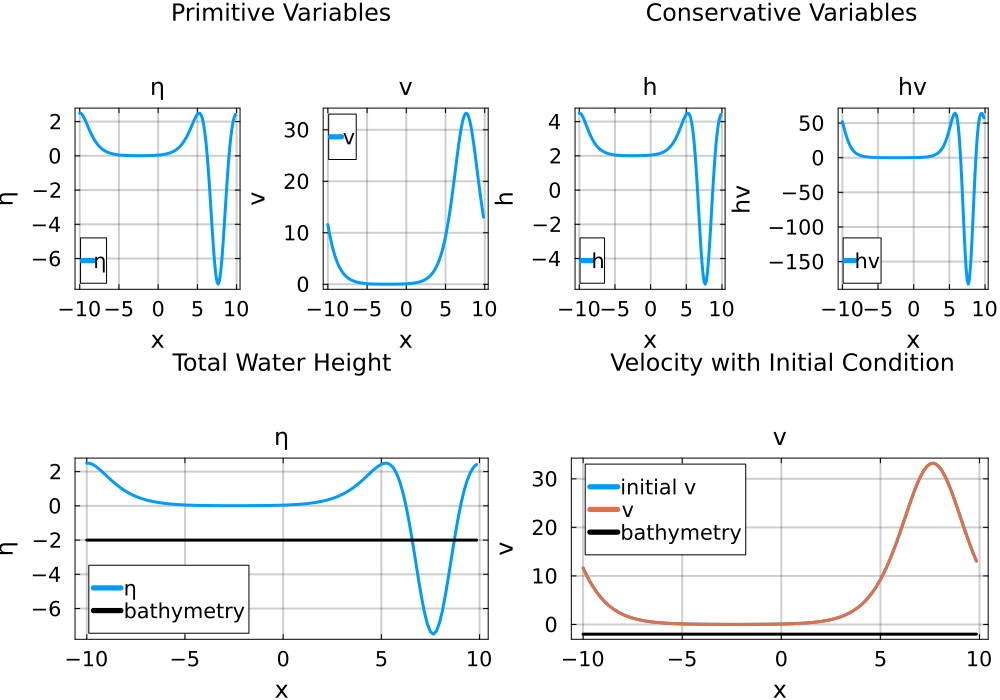 Primitive Variables
Conservative Variables
η
v
h
hv
2
0
−2
−4
−6
η
η
−10 −5 0 5 10
x
30
20
10
0
v
v
−10 −5 0 5 10
x
4
2
0
−2
−4
h
h
−10 −5 0 5 10
x
50
0
−50
−100
−150
hv
hv
−10 −5 0 5 10
x
Total Water Height
Velocity with Initial Condition
η
v
2
0
−2
−4
−6
η
η
bathymetry
−10 −5 0 5 10
x
30
20
10
0
v
initial v
v
bathymetry
−10 −5 0 5 10
x